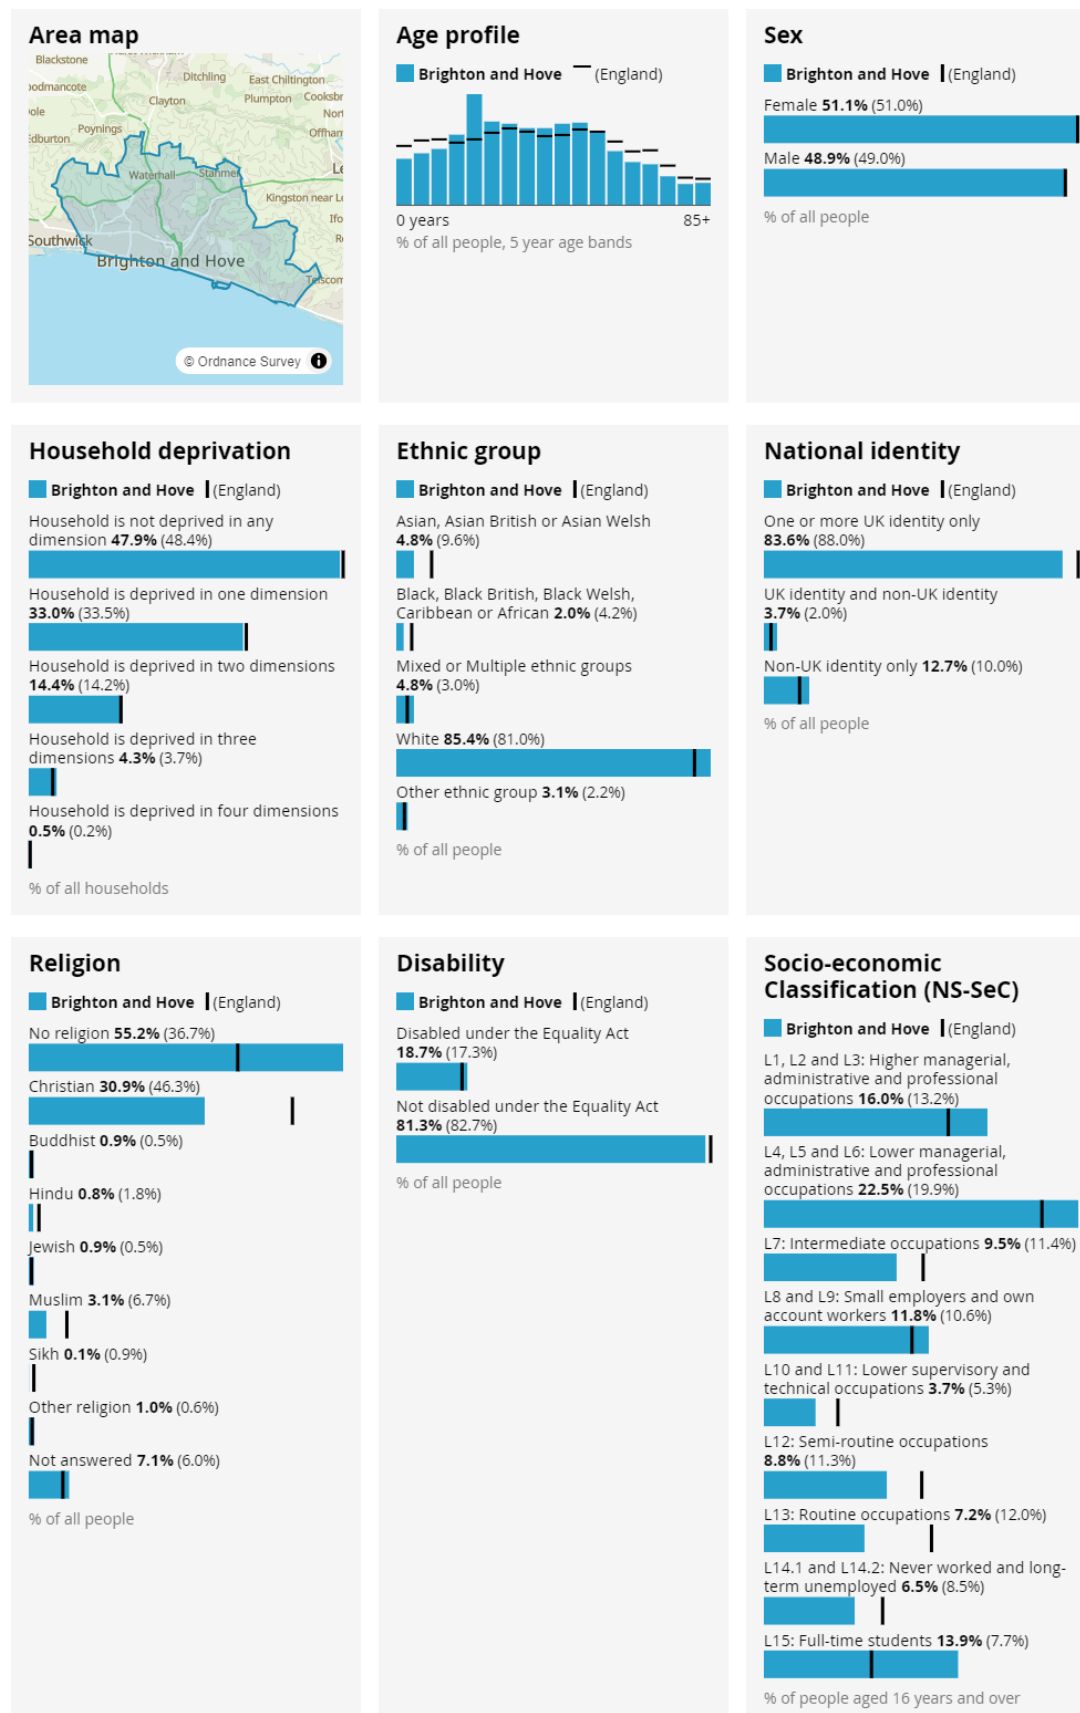 Area map
Blackstone
Ditchling
East Chiltington
Clayton
Plumpton
Poynings
Offham
Waterhall
Stanmer
Kingston near Le
Southwick
Brighton and Hove
Telscom
© Ordnance Survey
Age profile
Brighton and Hove (England)
0 years 85+
% of all people, 5 year age bands
Sex
Brighton and Hove (England)
Female 51.1% (51.0%)
Male 48.9% (49.0%)
% of all people
Household deprivation
Brighton and Hove (England)
Household is not deprived in any
dimension 47.9% (48.4%)
Household is deprived in one dimension
33.0% (33.5%)
Household is deprived in two dimensions
14.4% (14.2%)
Household is deprived in three
dimensions 4.3% (3.7%)
Household is deprived in four dimensions
0.5% (0.2%)
% of all households
Ethnic group
Brighton and Hove (England)
Asian, Asian British or Asian Welsh
4.8% (9.6%)
Black, Black British, Black Welsh,
Caribbean or African 2.0% (4.2%)
Mixed or Multiple ethnic groups
4.8% (3.0%)
White 85.4% (81.0%)
Other ethnic group 3.1% (2.2%)
% of all people
National identity
Brighton and Hove (England)
One or more UK identity only
83.6% (88.0%)
UK identity and non-UK identity
3.7% (2.0%)
Non-UK identity only 12.7% (10.0%)
% of all people
Religion
Brighton and Hove (England)
No religion 55.2% (36.7%)
Christian 30.9% (46.3%)
Buddhist 0.9% (0.5%)
Hindu 0.8% (1.8%)
Jewish 0.9% (0.5%)
Muslim 3.1% (6.7%)
Sikh 0.1% (0.9%)
Other religion 1.0% (0.6%)
Not answered 7.1% (6.0%)
% of all people
Disability
Brighton and Hove (England)
Disabled under the Equality Act
18.7% (17.3%)
Not disabled under the Equality Act
81.3% (82.7%)
% of all people
Socio-economic
Classification (NS-SeC)
Brighton and Hove (England)
L1, L2 and L3: Higher managerial,
administrative and professional
occupations 16.0% (13.2%)
L4, L5 and L6: Lower managerial,
administrative and professional
occupations 22.5% (19.9%)
L7: Intermediate occupations 9.5% (11.4%)
L8 and L9: Small employers and own
account workers 11.8% (10.6%)
L10 and L11: Lower supervisory and
technical occupations 3.7% (5.3%)
L12: Semi-routine occupations
8.8% (11.3%)
L13: Routine occupations 7.2% (12.0%)
L14.1 and L14.2: Never worked and long-
term unemployed 6.5% (8.5%)
L15: Full-time students 13.9% (7.7%)
% of people aged 16 years and over